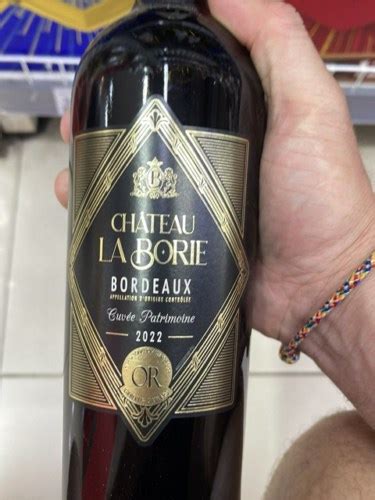 CHÂTEAU
LA BORIE
BORDEAUX
APPELLATION D'ORIGINE CONTRÔLÉE
Cuvée Patrimoine
2022
OR